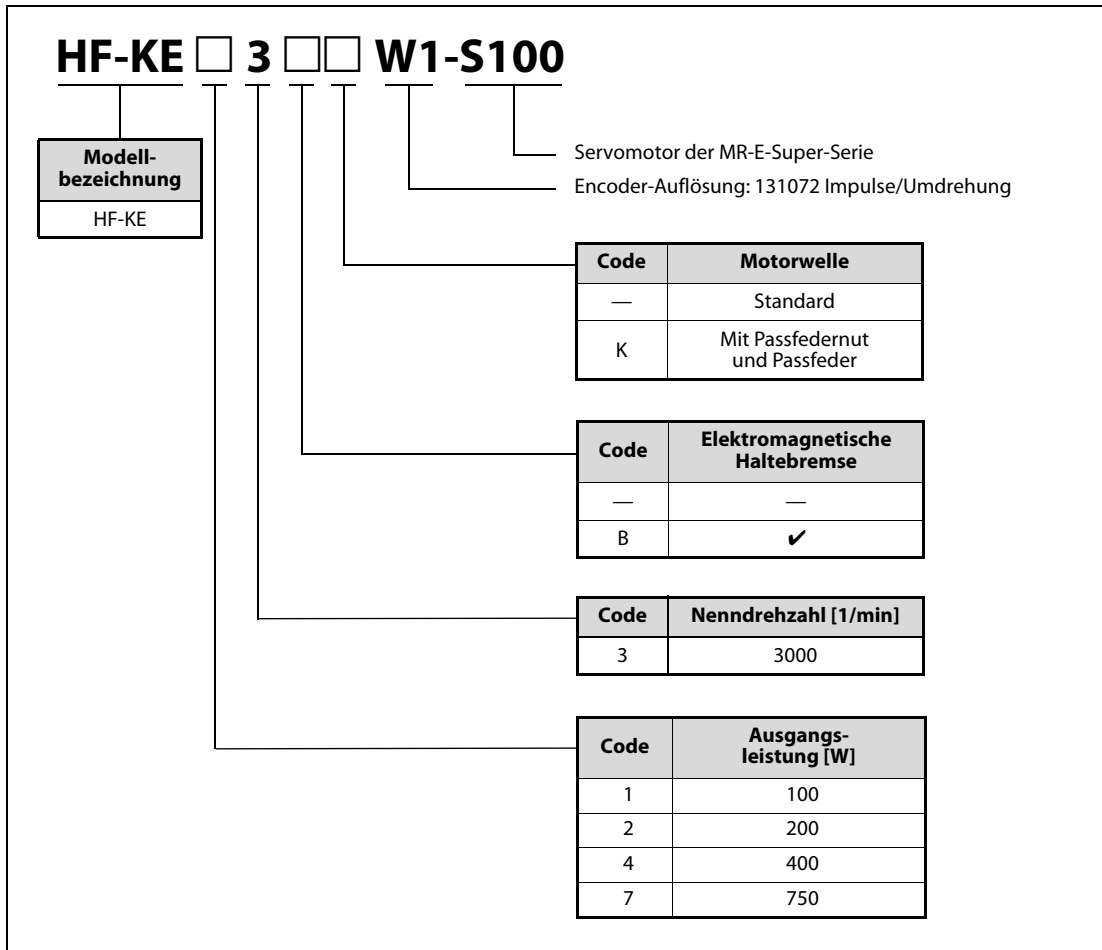 HF-KE □ 3 □□ W1-S100
Modell-
bezeichnung
HF-KE
Servomotor der MR-E-Super-Serie
Encoder-Auflösung: 131072 Impulse/Umdrehung
Code Motorwelle
— Standard
K Mit Passfedernut
und Passfeder
Code Elektromagnetische
Haltebremse
— —
B ✔
Code Nenndrehzahl [1/min]
3 3000
Code Ausgangs-
leistung [W]
1 100
2 200
4 400
7 750